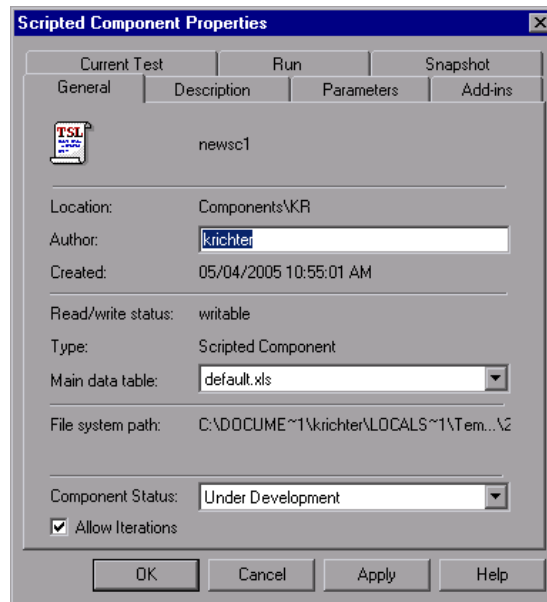 Scripted Component Properties
Current Test Run Snapshot
General Description Parameters Add-ins
TSL
newsc1
Location: Components\KR
Author: krichter
Created: 05/04/2005 10:55:01 AM
Read/write status: writable
Type: Scripted Component
Main data table: default.xls
File system path: C:\DOCUME~1\krichter\LOCALS~1\Tem...\2
Component Status: Under Development
Allow Iterations
OK Cancel Apply Help